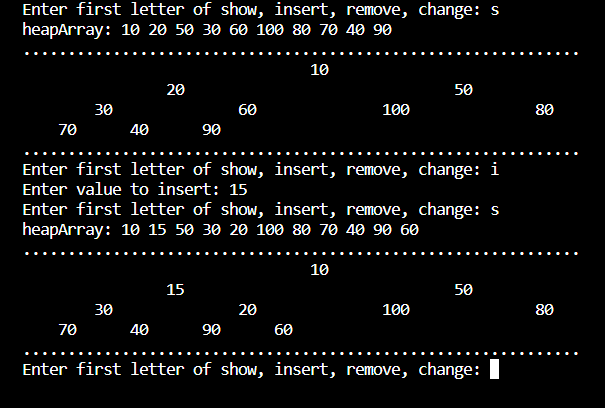 Enter first letter of show, insert, remove, change: s
heapArray: 10 20 50 30 60 100 80 70 40 90
...............................................................
10
20 50
30 60 100 80
70 40 90
...............................................................
Enter first letter of show, insert, remove, change: i
Enter value to insert: 15
Enter first letter of show, insert, remove, change: s
heapArray: 10 15 50 30 20 100 80 70 40 90 60
...............................................................
10
15 50
30 20 100 80
70 40 90 60
...............................................................
Enter first letter of show, insert, remove, change: